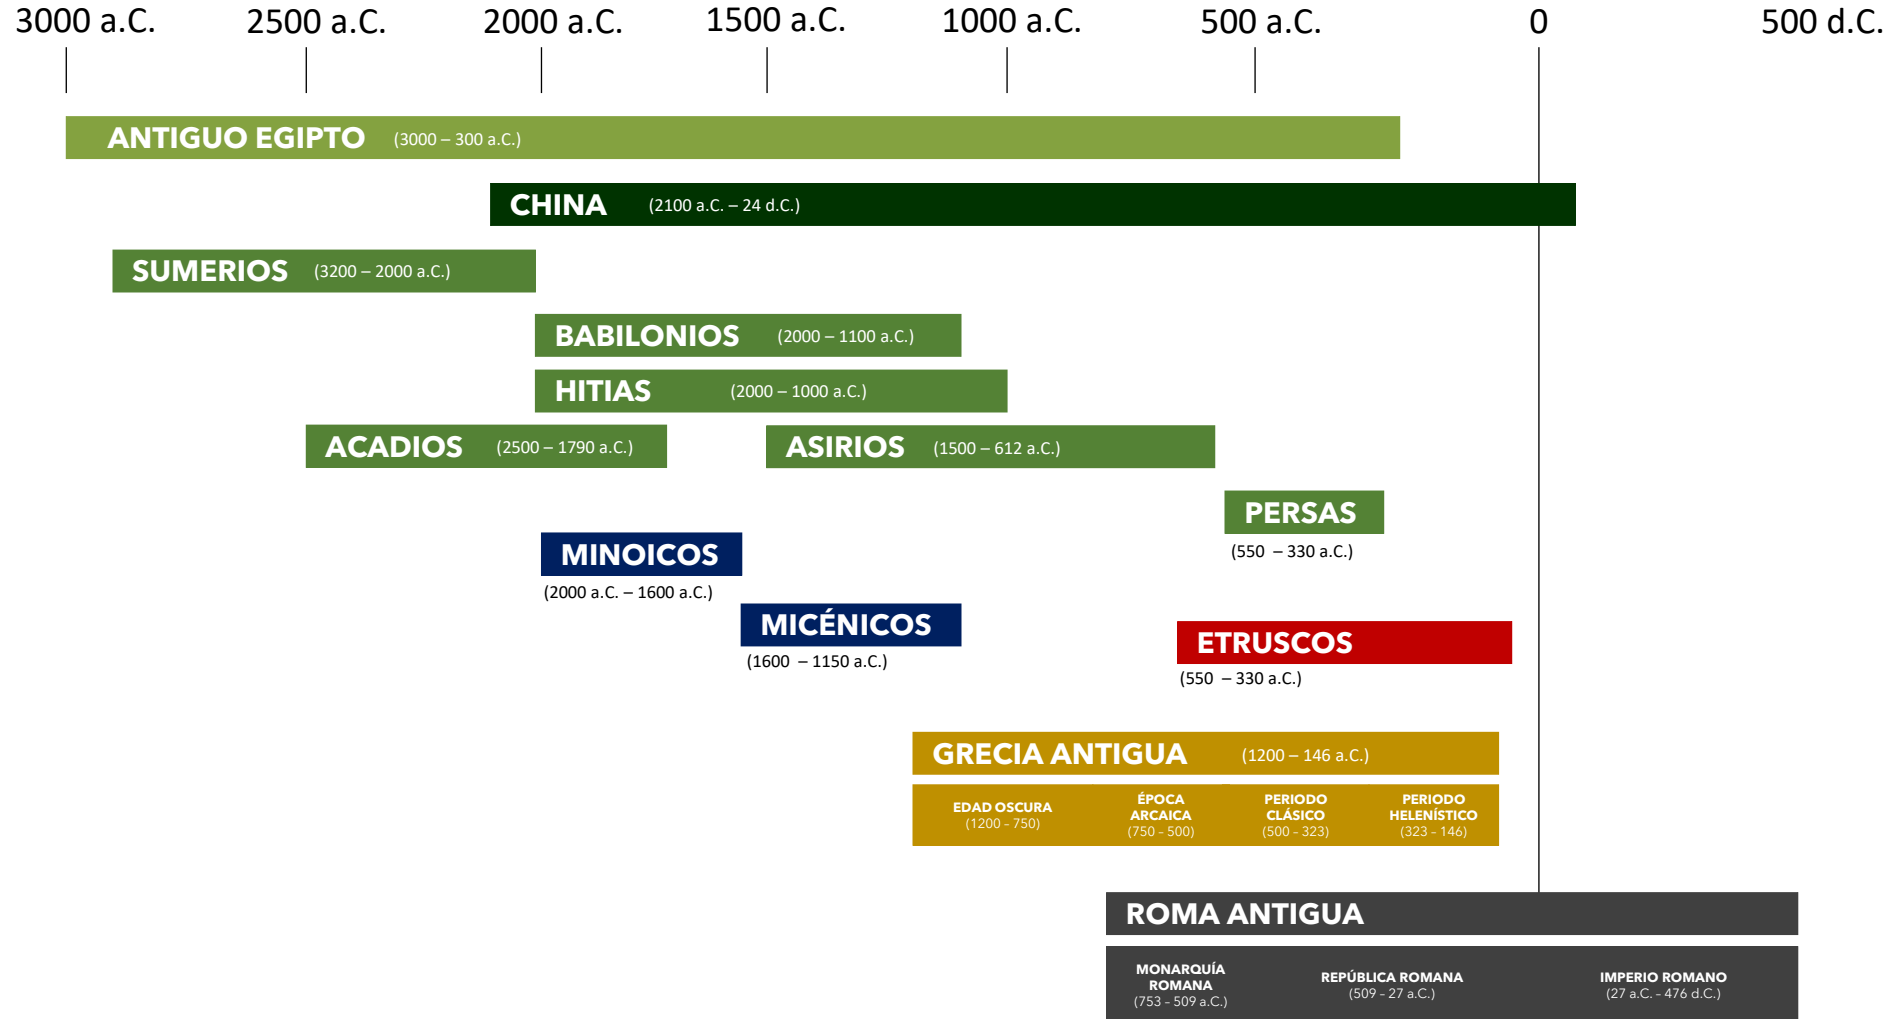 3000 a.C. 2500 a.C. 2000 a.C. 1500 a.C. 1000 a.C. 500 a.C. 0 500 d.C.
ANTIGUO EGIPTO (3000 – 300 a.C.)
CHINA (2100 a.C. – 24 d.C.)
SUMERIOS (3200 – 2000 a.C.)
BABILONIOS (2000 – 1100 a.C.)
HITIAS (2000 – 1000 a.C.)
ACADIOS (2500 – 1790 a.C.) ASIRIOS (1500 – 612 a.C.)
PERSAS
(550 – 330 a.C.)
MINOICOS
(2000 a.C. – 1600 a.C.)
MICÉNICOS
(1600 – 1150 a.C.)
ETRUSCOS
(550 – 330 a.C.)
GRECIA ANTIGUA (1200 – 146 a.C.)
EDAD OSCURA
(1200 - 750)
ÉPOCA
ARCAICA
(750 - 500)
PERIODO
CLÁSICO
(500 - 323)
PERIODO
HELENÍSTICO
(323 - 146)
ROMA ANTIGUA
MONARQUÍA
ROMANA
(753 - 509 a.C.)
REPÚBLICA ROMANA
(509 - 27 a.C.)
IMPERIO ROMANO
(27 a.C. - 476 d.C.)